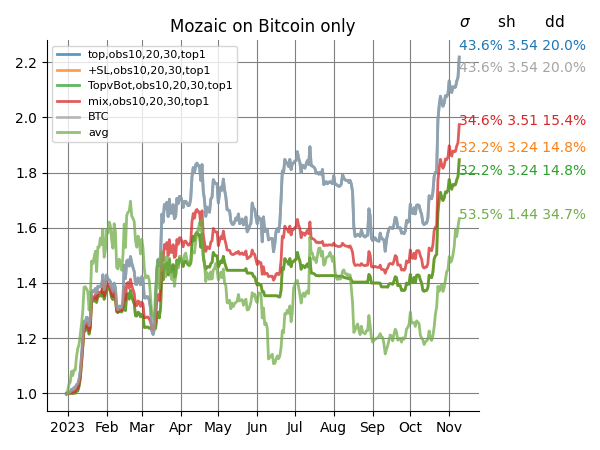 Mozaic on Bitcoin only
σ sh dd
43.6% 3.54 20.0%
43.6% 3.54 20.0%
34.6% 3.51 15.4%
32.2% 3.24 14.8%
32.2% 3.24 14.8%
53.5% 1.44 34.7%
top,obs10,20,30,top1
+SL,obs10,20,30,top1
TopvBot,obs10,20,30,top1
mix,obs10,20,30,top1
BTC
avg
2.2
2.0
1.8
1.6
1.4
1.2
1.0
2023 Feb Mar Apr May Jun Jul Aug Sep Oct Nov